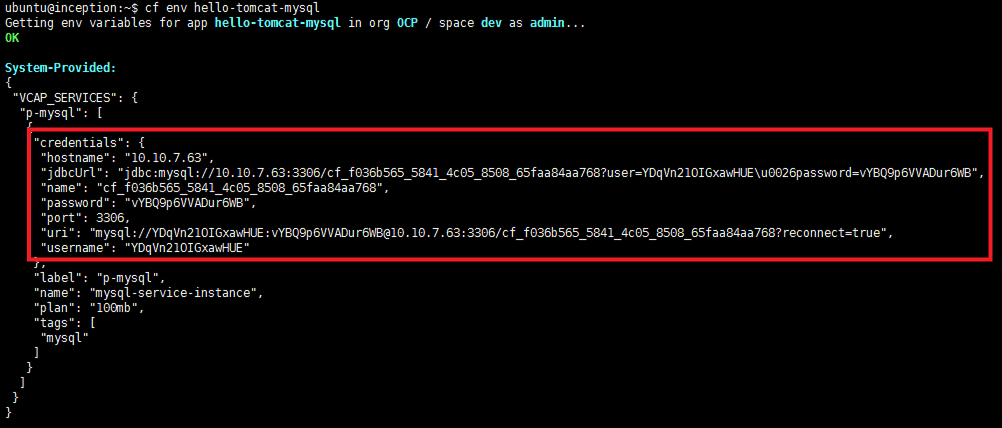 ubuntu@inception:~$ cf env hello-tomcat-mysql
Getting env variables for app hello-tomcat-mysql in org OCP / space dev as admin...
OK

System-Provided:
{
 "VCAP_SERVICES": {
  "p-mysql": [
   {
    "credentials": {
     "hostname": "10.10.7.63",
     "jdbcUrl": "jdbc:mysql://10.10.7.63:3306/cf_f036b565_5841_4c05_8508_65faa84aa768?user=YDqVn21OIGxawHUE\u0026password=vYBQ9p6VVADur6WB",
     "name": "cf_f036b565_5841_4c05_8508_65faa84aa768",
     "password": "vYBQ9p6VVADur6WB",
     "port": 3306,
     "uri": "mysql://YDqVn21OIGxawHUE:vYBQ9p6VVADur6WB@10.10.7.63:3306/cf_f036b565_5841_4c05_8508_65faa84aa768?reconnect=true",
     "username": "YDqVn21OIGxawHUE"
    },
    "label": "p-mysql",
    "name": "mysql-service-instance",
    "plan": "100mb",
    "tags": [
     "mysql"
    ]
   }
  ]
 }
}